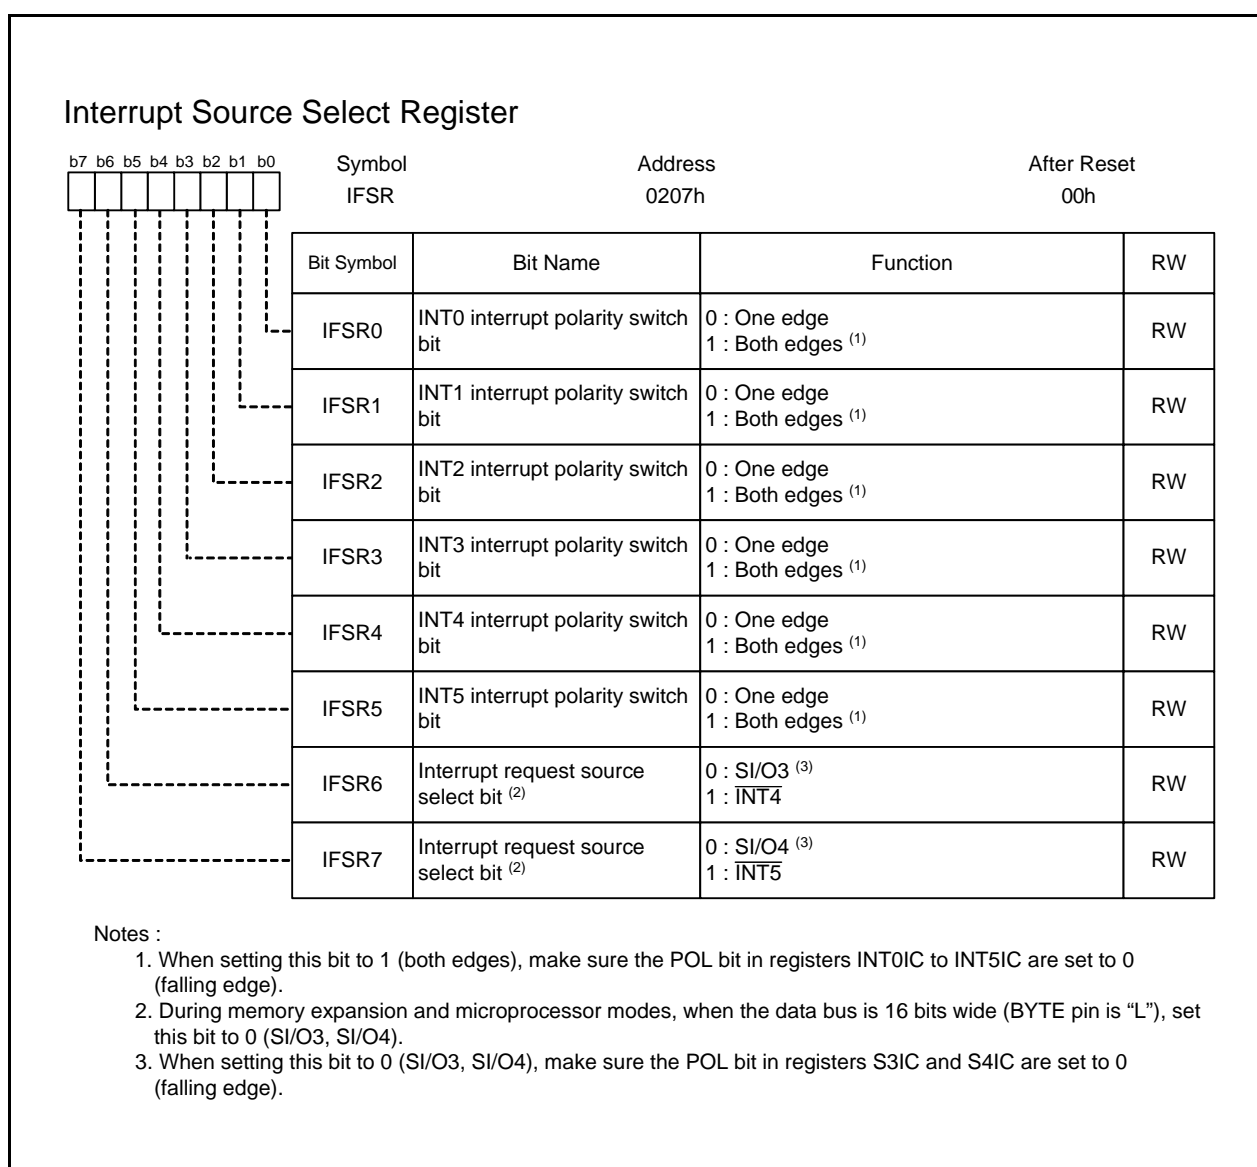 Interrupt Source Select Register
b7 b6 b5 b4 b3 b2 b1 b0
Symbol Address After Reset
IFSR 0207h 00h
Bit Symbol Bit Name Function RW
IFSR0 INT0 interrupt polarity switch bit 0 : One edge 1 : Both edges (1) RW
IFSR1 INT1 interrupt polarity switch bit 0 : One edge 1 : Both edges (1) RW
IFSR2 INT2 interrupt polarity switch bit 0 : One edge 1 : Both edges (1) RW
IFSR3 INT3 interrupt polarity switch bit 0 : One edge 1 : Both edges (1) RW
IFSR4 INT4 interrupt polarity switch bit 0 : One edge 1 : Both edges (1) RW
IFSR5 INT5 interrupt polarity switch bit 0 : One edge 1 : Both edges (1) RW
IFSR6 Interrupt request source select bit (2) 0 : SI/O3 (3) 1 : INT4 RW
IFSR7 Interrupt request source select bit (2) 0 : SI/O4 (3) 1 : INT5 RW
Notes :
1. When setting this bit to 1 (both edges), make sure the POL bit in registers INT0IC to INT5IC are set to 0
(falling edge).
2. During memory expansion and microprocessor modes, when the data bus is 16 bits wide (BYTE pin is “L”), set
this bit to 0 (SI/O3, SI/O4).
3. When setting this bit to 0 (SI/O3, SI/O4), make sure the POL bit in registers S3IC and S4IC are set to 0
(falling edge).